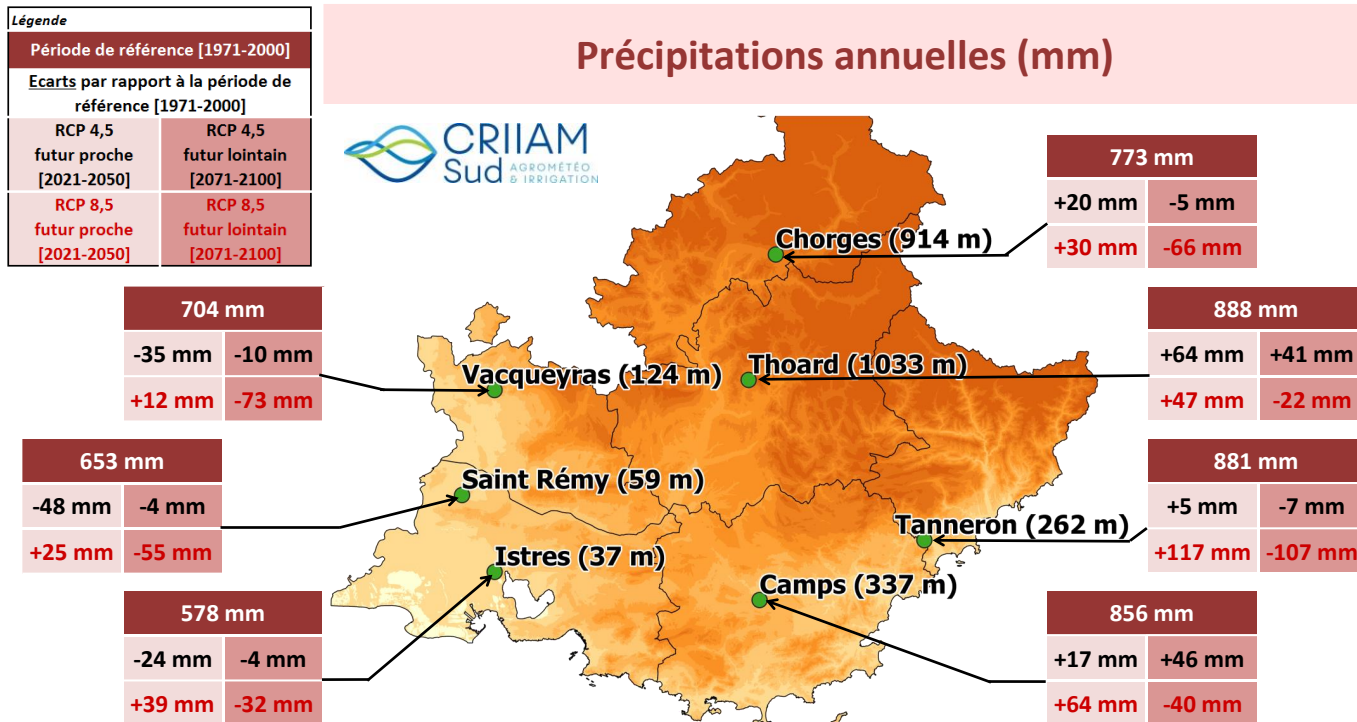 Légende
Période de référence [1971-2000]
Ecarts par rapport à la période de
référence [1971-2000]
RCP 4,5
futur proche
[2021-2050]
RCP 4,5
futur lointain
[2071-2100]
RCP 8,5
futur proche
[2021-2050]
RCP 8,5
futur lointain
[2071-2100]
Précipitations annuelles (mm)
CRIIAM
Sud
AGROMÉTÉO
& IRRIGATION
773 mm
+20 mm -5 mm
+30 mm -66 mm
Chorges (914 m)
704 mm
-35 mm -10 mm
+12 mm -73 mm
Vacqueyras (124 m)
Thoard (1033 m)
888 mm
+64 mm +41 mm
+47 mm -22 mm
653 mm
-48 mm -4 mm
+25 mm -55 mm
Saint Rémy (59 m)
Tanneron (262 m)
881 mm
+5 mm -7 mm
+117 mm -107 mm
Istres (37 m)
578 mm
-24 mm -4 mm
+39 mm -32 mm
Camps (337 m)
856 mm
+17 mm +46 mm
+64 mm -40 mm